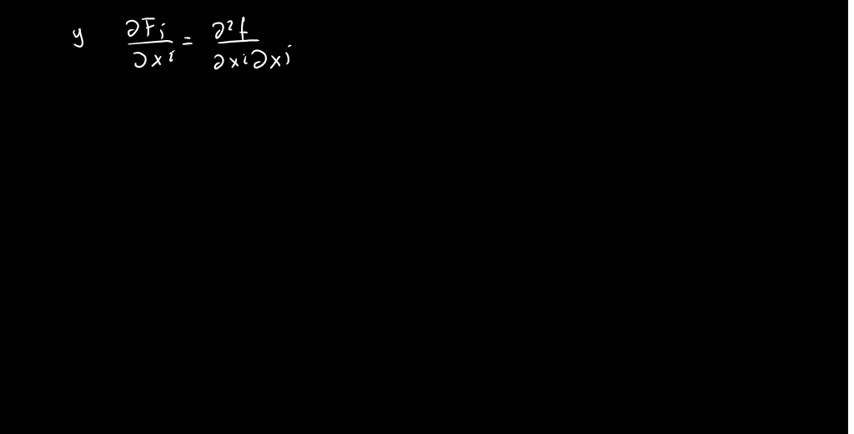 y ∂Fj/∂xi = ∂²f/∂xi∂xj